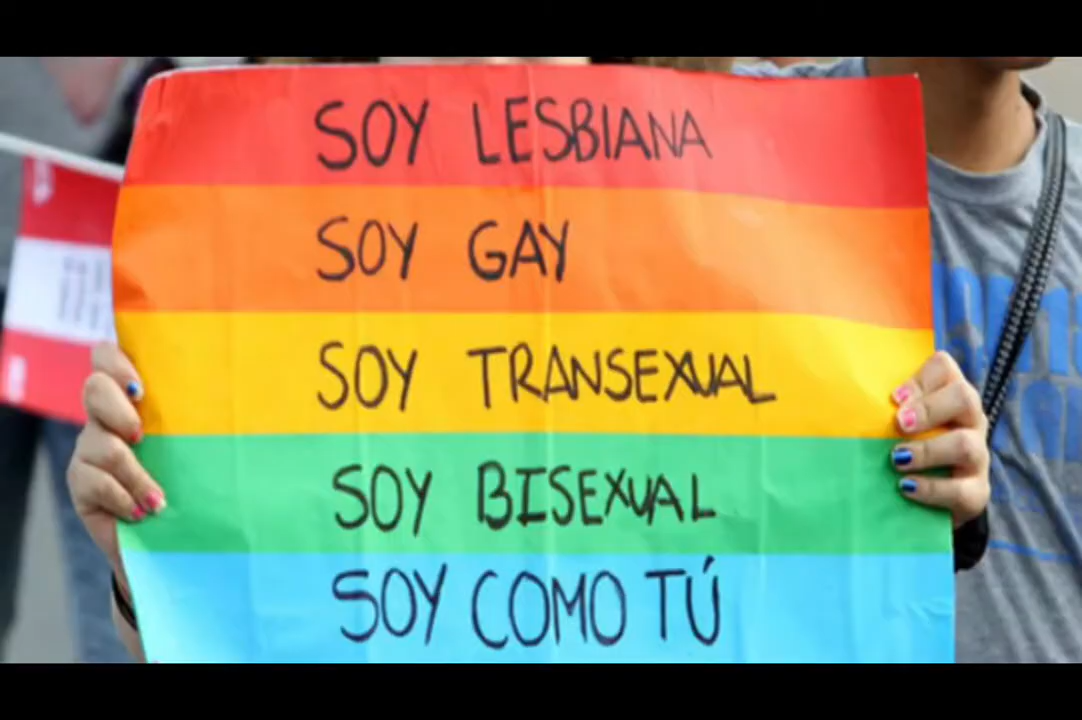 SOY LESBIANA
SOY GAY
SOY TRANSEXUAL
SOY BISEXUAL
SOY COMO TÚ